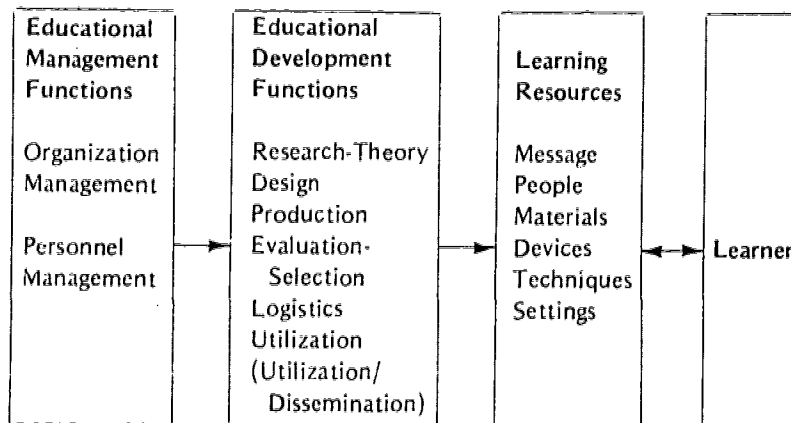 Educational
Management
Functions
Organization
Management
Personnel
Management
Educational
Development
Functions
Research-Theory
Design
Production
Evaluation-
Selection
Logistics
Utilization
(Utilization/
Dissemination)
Learning
Resources
Message
People
Materials
Devices
Techniques
Settings
Learner